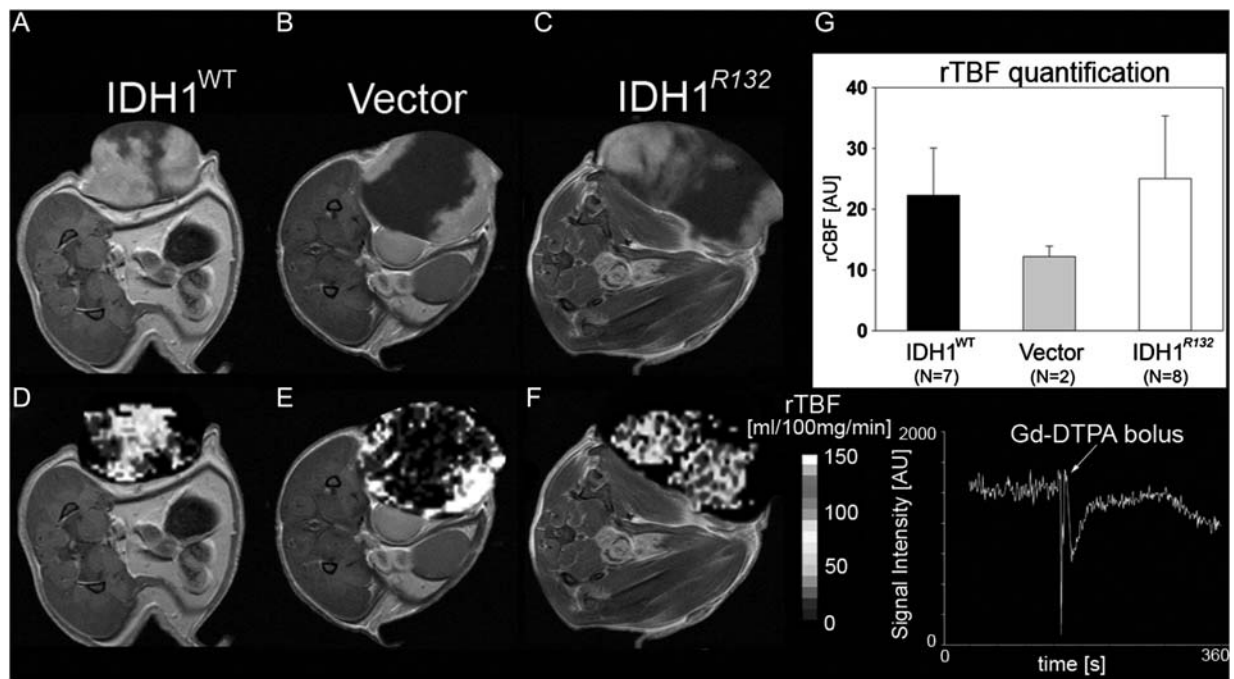 A
B
C
G
IDH1WT
Vector
IDH1R132
rTBF quantification
40
30
20
10
0
rCBF [AU]
IDH1WT
Vector
IDH1R132
(N=7)
(N=2)
(N=8)
D
E
F
rTBF
[ml/100mg/min]
150
100
50
0
Gd-DTPA bolus
2000
Signal Intensity [AU]
0
time [s]
360